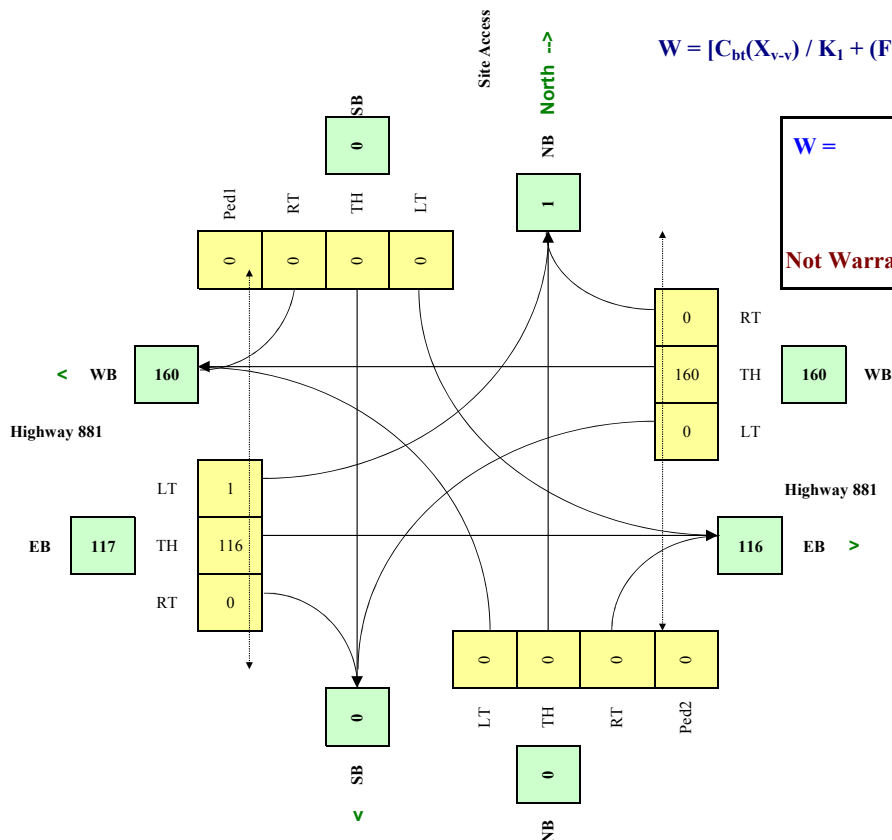 W = [C_bt(X_v-v) / K_1 + (F
Site Access
North -->
SB
0
NB
1
W =
Not Warra
Ped1 RT TH LT
0 0 0 0
0 RT
< WB 160
160 TH 160 WB
0 LT
Highway 881
LT 1
Highway 881
EB 117 TH 116
116 EB >
RT 0
0 0 0 0
LT TH RT Ped2
0
SB
v
0
NB